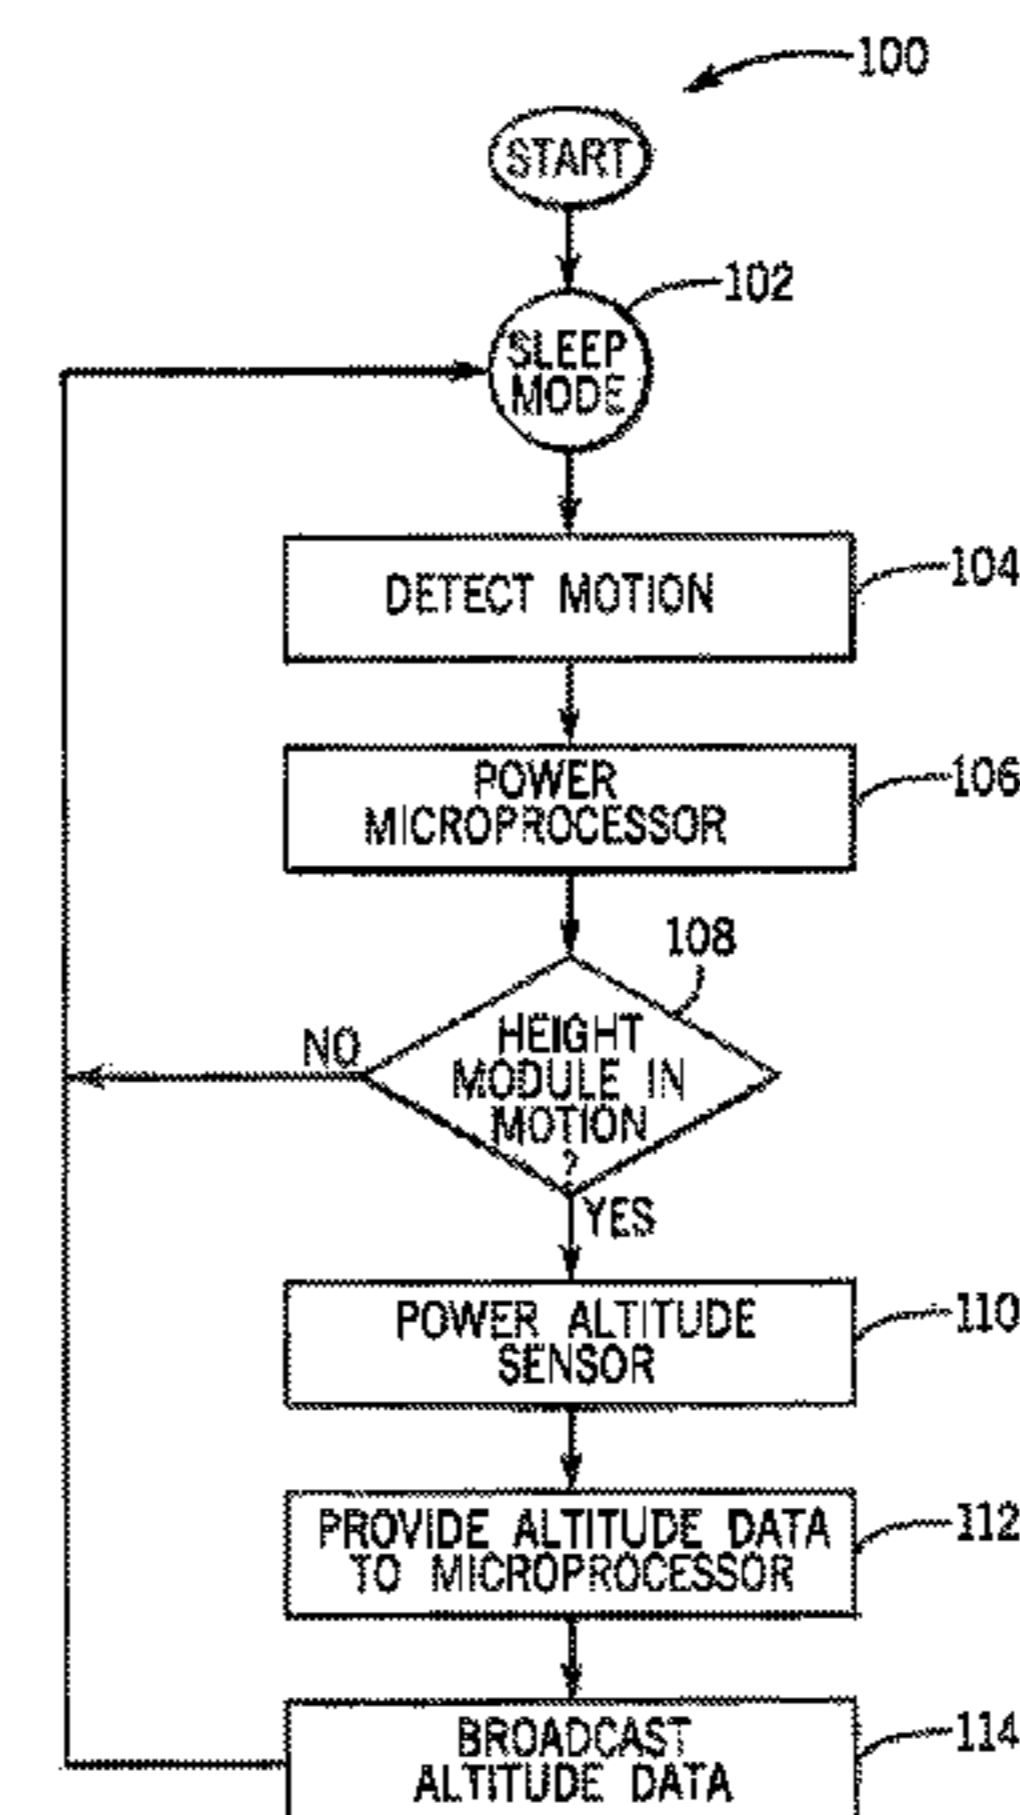 100
START
102
SLEEP
MODE
104
DETECT MOTION
106
POWER
MICROPROCESSOR
108
HEIGHT
MODULE IN
MOTION
?
NO
YES
110
POWER ALTITUDE
SENSOR
112
PROVIDE ALTITUDE DATA
TO MICROPROCESSOR
114
BROADCAST
ALTITUDE DATA